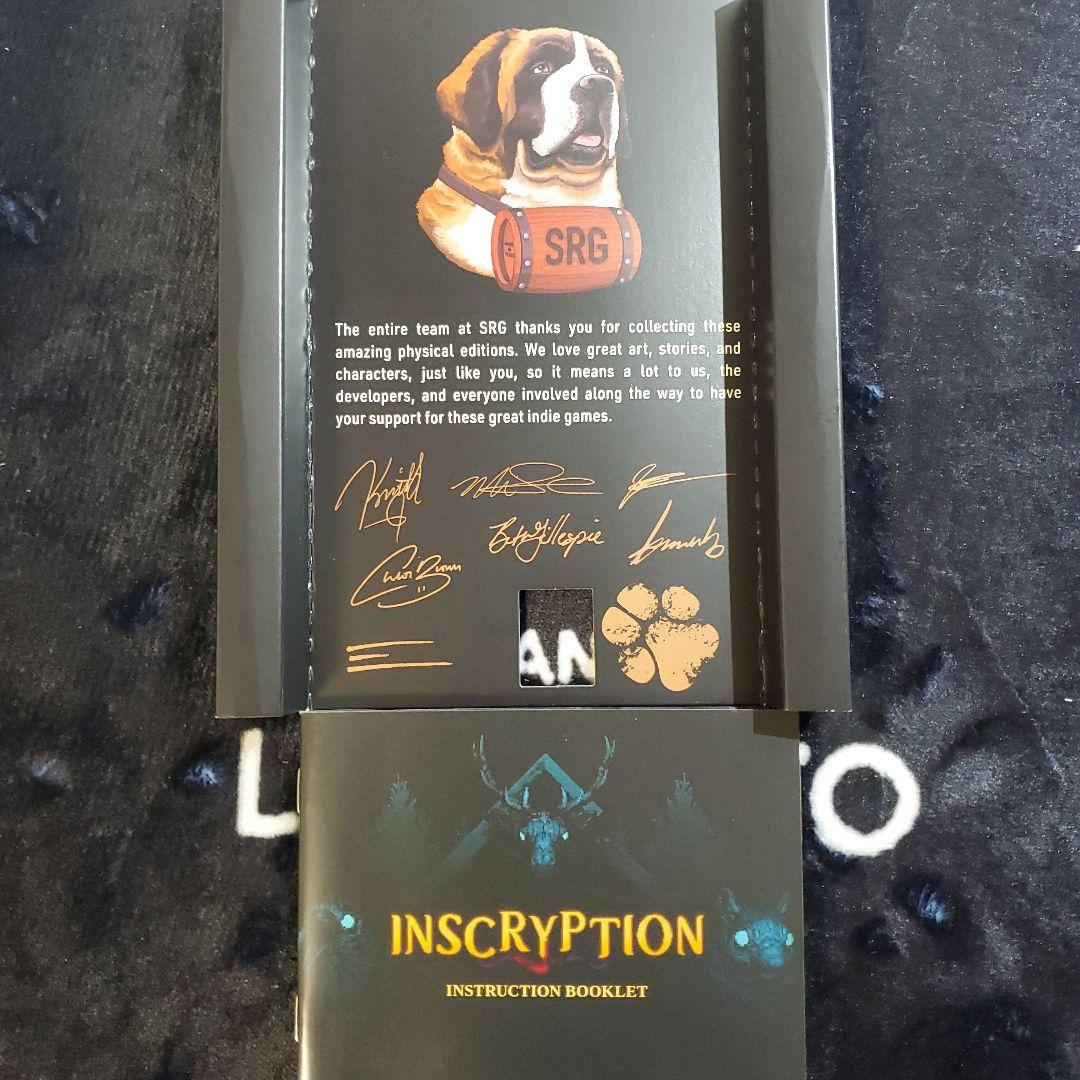 SRG
The entire team at SRG thanks you for collecting these
amazing physical editions. We love great art, stories, and
characters, just like you, so it means a lot to us, the
developers, and everyone involved along the way to have
your support for these great indie games.
Gillespie
AN
L TO
INSCRYPTION
INSTRUCTION BOOKLET